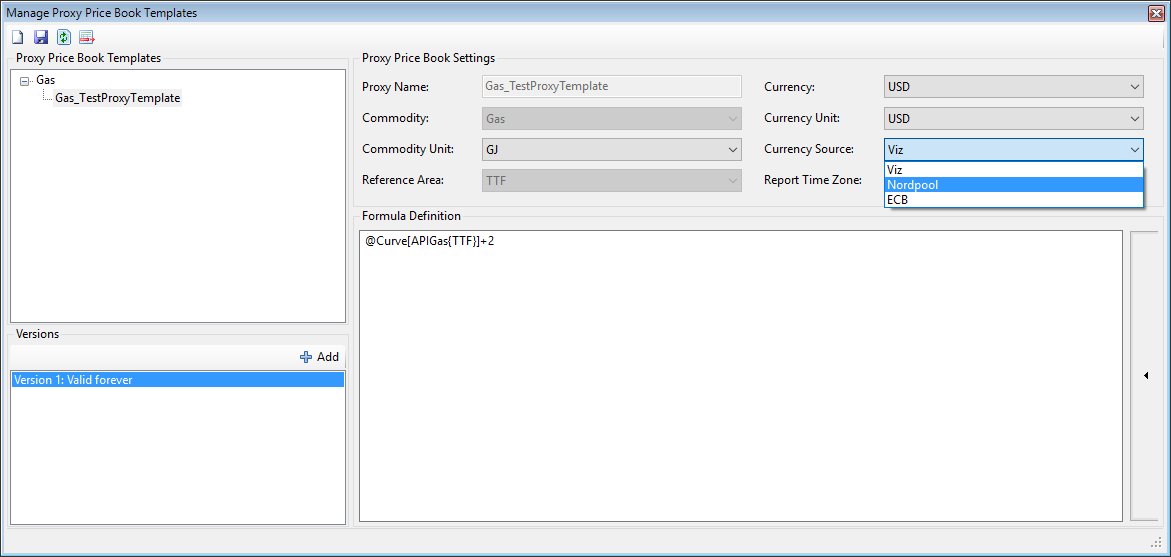 Manage Proxy Price Book Templates
Proxy Price Book Templates
Gas
Gas_TestProxyTemplate
Versions
Add
Version 1: Valid forever
Proxy Price Book Settings
Proxy Name: Gas_TestProxyTemplate
Currency: USD
Commodity: Gas
Currency Unit: USD
Commodity Unit: GJ
Currency Source: Viz
Reference Area: TTF
Report Time Zone:
Viz
Nordpool
ECB
Formula Definition
@Curve[APIGas{TTF}]+2